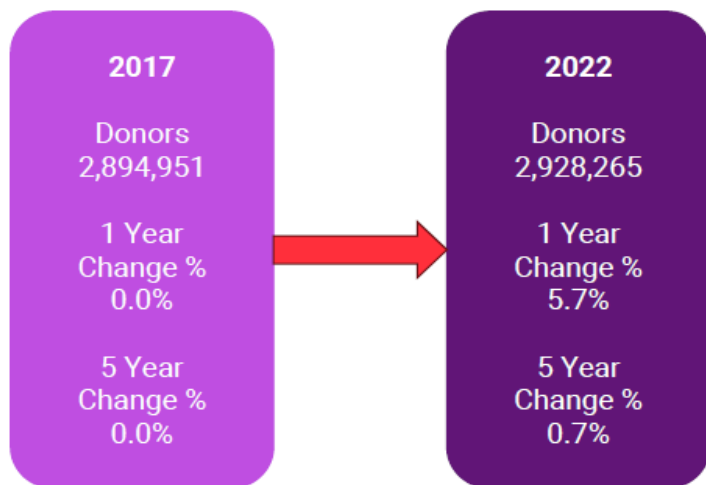 2017
Donors
2,894,951
1 Year
Change %
0.0%
5 Year
Change %
0.0%
2022
Donors
2,928,265
1 Year
Change %
5.7%
5 Year
Change %
0.7%